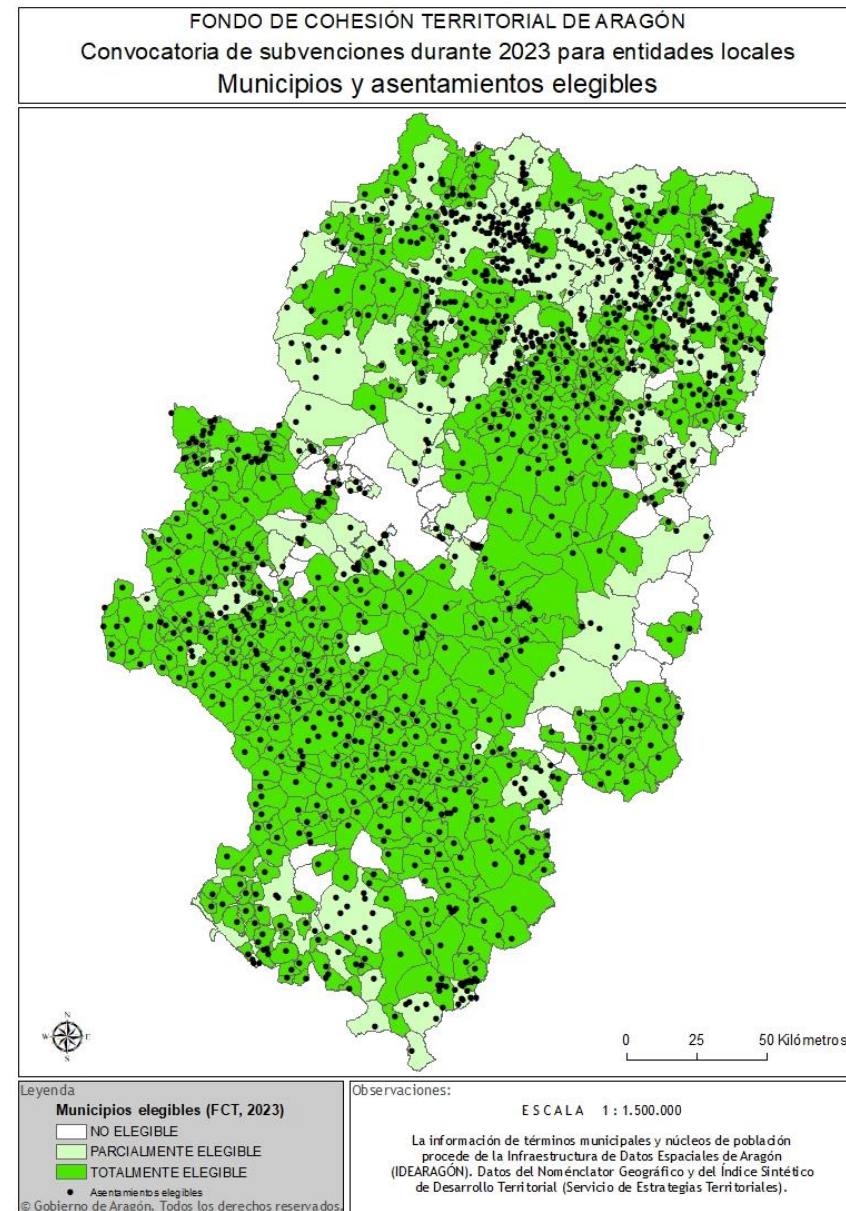 FONDO DE COHESIÓN TERRITORIAL DE ARAGÓN
Convocatoria de subvenciones durante 2023 para entidades locales
Municipios y asentamientos elegibles
N
W E
S
0 25 50 Kilómetros
Leyenda
Municipios elegibles (FCT, 2023)
NO ELEGIBLE
PARCIALMENTE ELEGIBLE
TOTALMENTE ELEGIBLE
Asentamientos elegibles
© Gobierno de Aragón. Todos los derechos reservados.
Observaciones:
ESCALA 1:1.500.000
La información de términos municipales y núcleos de población
procede de la Infraestructura de Datos Espaciales de Aragón
(IDEARAGÓN). Datos del Noménclator Geográfico y del Índice Sintético
de Desarrollo Territorial (Servicio de Estrategias Territoriales).